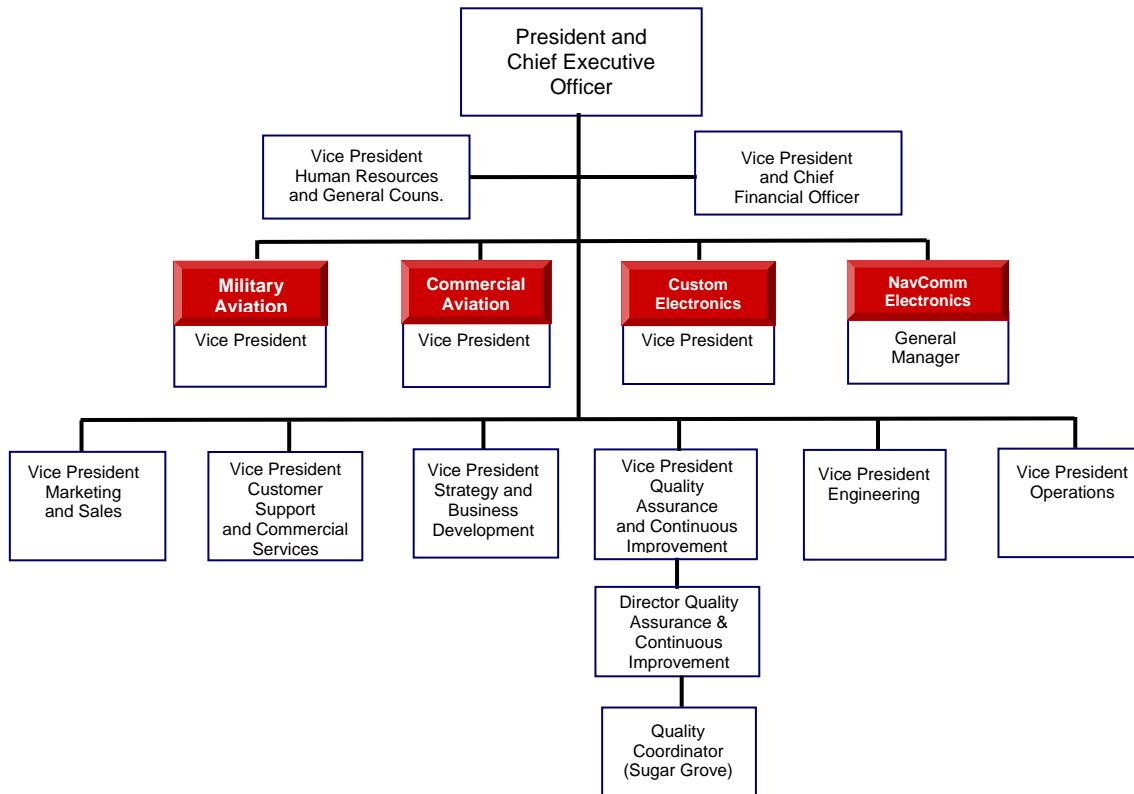 President and
Chief Executive
Officer
Vice President
Human Resources
and General Couns.
Vice President
and Chief
Financial Officer
Military
Aviation
Vice President
Commercial
Aviation
Vice President
Custom
Electronics
Vice President
NavComm
Electronics
General
Manager
Vice President
Marketing
and Sales
Vice President
Customer
Support
and Commercial
Services
Vice President
Strategy and
Business
Development
Vice President
Quality
Assurance
and Continuous
Improvement
Vice President
Engineering
Vice President
Operations
Director Quality
Assurance &
Continuous
Improvement
Quality
Coordinator
(Sugar Grove)